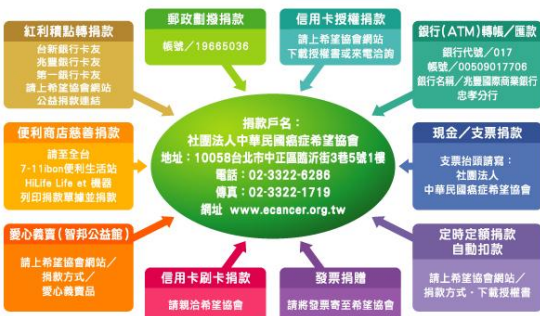 紅利積點轉捐款
台新銀行卡友
兆豐銀行卡友
第一銀行卡友
請上希望協會網站
公益捐款連結
郵政劃撥捐款
帳號／19665036
信用卡授權捐款
請上希望協會網站
下載授權書或來電洽詢
銀行(ATM)轉帳／匯款
銀行代號／017
帳號／00509017706
銀行名稱／兆豐國際商業銀行
忠孝分行
便利商店慈善捐款
請至全台
7-11ibon便利生活站
HiLife Life et 機器
列印捐款單據並捐款
捐款戶名：
社團法人中華民國癌症希望協會
地址：10058台北市中正區臨沂街3巷5號1樓
電話：02-3322-6286
傳真：02-3322-1719
網址 www.ecancer.org.tw
現金／支票捐款
支票抬頭請寫：
社團法人
中華民國癌症希望協會
愛心義賣（智邦公益館）
請上希望協會網站／
捐款方式／
愛心義賣品
信用卡刷卡捐款
請親洽希望協會
發票捐贈
請將發票寄至希望協會
定時定額捐款
自動扣款
請上希望協會網站／
捐款方式．下載授權書